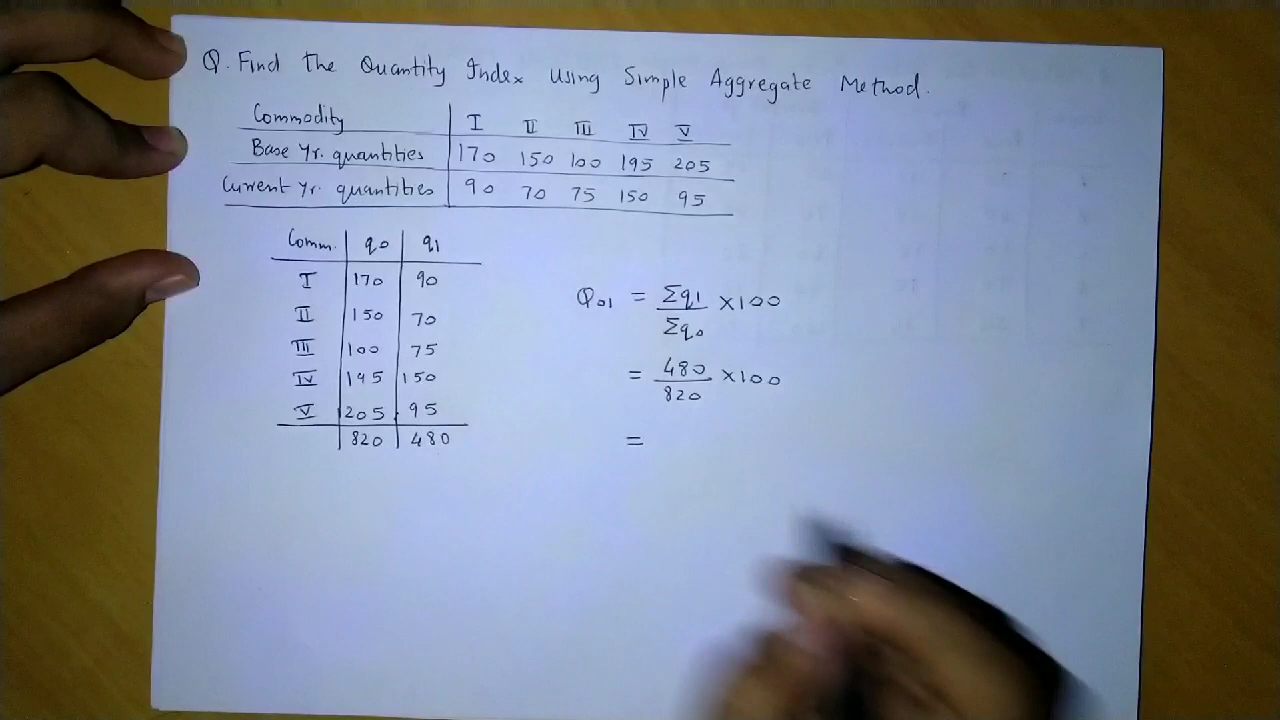 Q. Find the Quantity Index using Simple Aggregate Method.
Commodity I II III IV V
Base Yr. quantities 170 150 100 195 205
Current Yr. quantities 90 70 75 150 95
Comm. q0 q1
I 170 90
II 150 70
III 100 75
IV 195 150
V 205 95
820 480
Q01 = Σq1 / Σq0 ×100
= 480 / 820 ×100
=